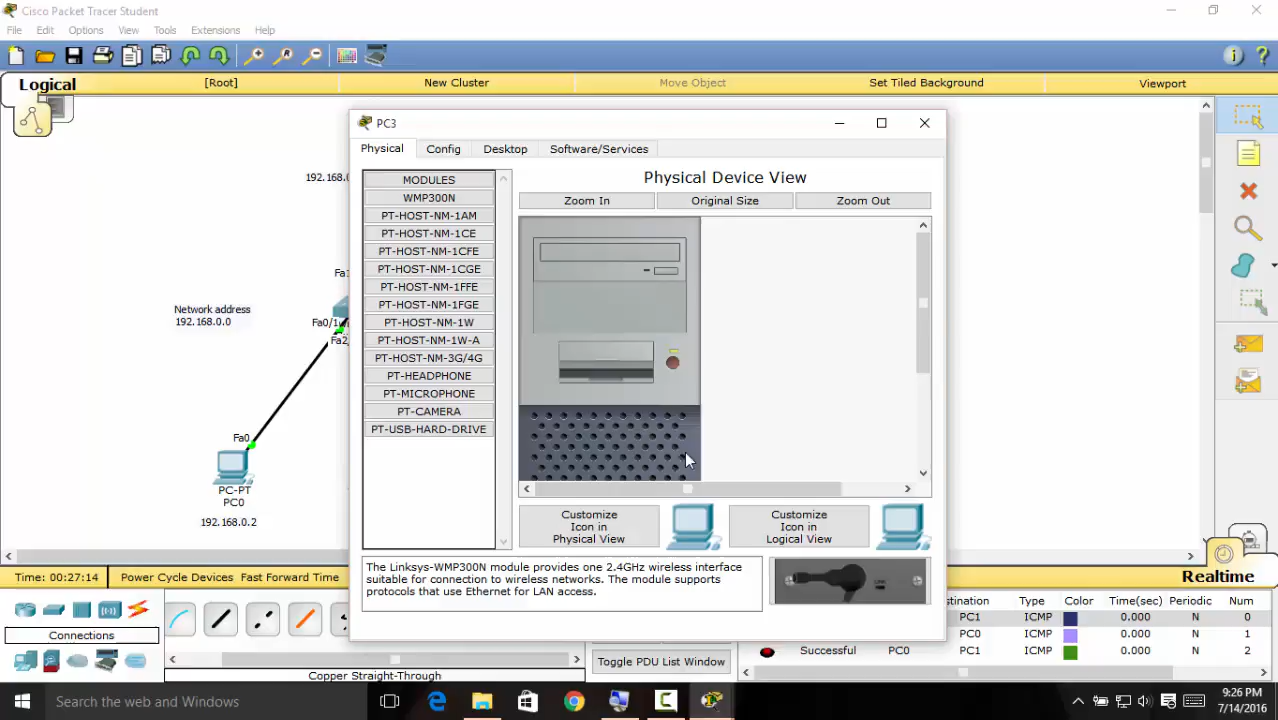 Cisco Packet Tracer Student
File Edit Options View Tools Extensions Help
Logical [Root] New Cluster Move Object Set Tiled Background Viewport
PC3
Physical Config Desktop Software/Services
MODULES
WMP300N
PT-HOST-NM-1AM
PT-HOST-NM-1CE
PT-HOST-NM-1CFE
PT-HOST-NM-1CGE
PT-HOST-NM-1FFE
PT-HOST-NM-1FGE
PT-HOST-NM-1W
PT-HOST-NM-1W-A
PT-HOST-NM-3G/4G
PT-HEADPHONE
PT-MICROPHONE
PT-CAMERA
PT-USB-HARD-DRIVE
Physical Device View
Zoom In Original Size Zoom Out
Customize
Icon in
Physical View
Customize
Icon in
Logical View
The Linksys-WMP300N module provides one 2.4GHz wireless interface
suitable for connection to wireless networks. The module supports
protocols that use Ethernet for LAN access.
192.168.
Fa1
Network address
192.168.0.0
Fa0/1
Fa2
Fa0
PC-PT
PC0
192.168.0.2
Time: 00:27:14 Power Cycle Devices Fast Forward Time
Realtime
Connections
Copper Straight-Through
Toggle PDU List Window
stination Type Color Time(sec) Periodic Num
PC1 ICMP 0.000 N 0
PC0 ICMP 0.000 N 1
Successful PC0 PC1 ICMP 0.000 N 2
Search the web and Windows
9:26 PM
7/14/2016